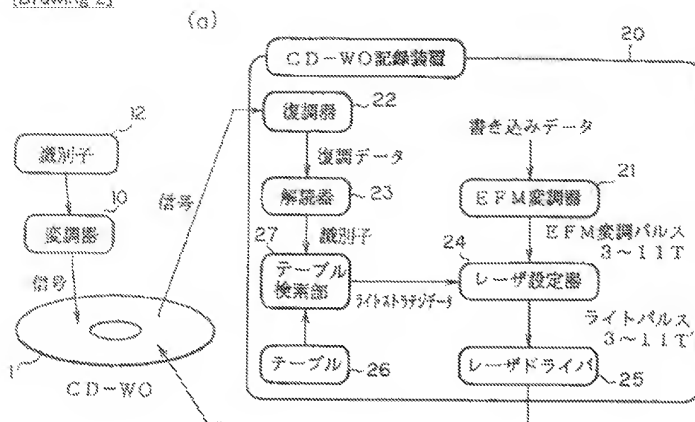 [Drawing 2]
(a)
20
CD-WO記録装置
12
識別子
10
変調器
信号
1
CD-WO
信号
復調器
22
復調データ
解読器
23
識別子
27
テーブル
検索部
ライトストラテジデータ
テーブル
26
書き込みデータ
21
EFM変調器
EFM変調パルス
3~11T
24
レーザ設定器
ライトパルス
3~11T'
レーザドライバ
25